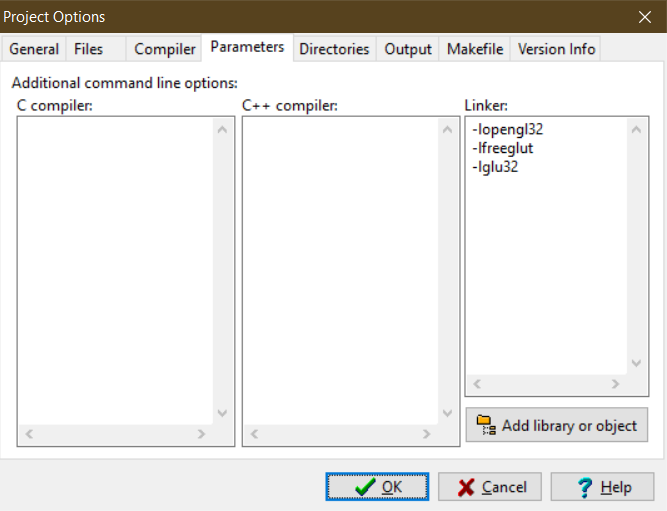 Project Options
General Files Compiler Parameters Directories Output Makefile Version Info
Additional command line options:
C compiler: C++ compiler: Linker:
-lopengl32
-lfreeglut
-lglu32
Add library or object
OK Cancel ? Help